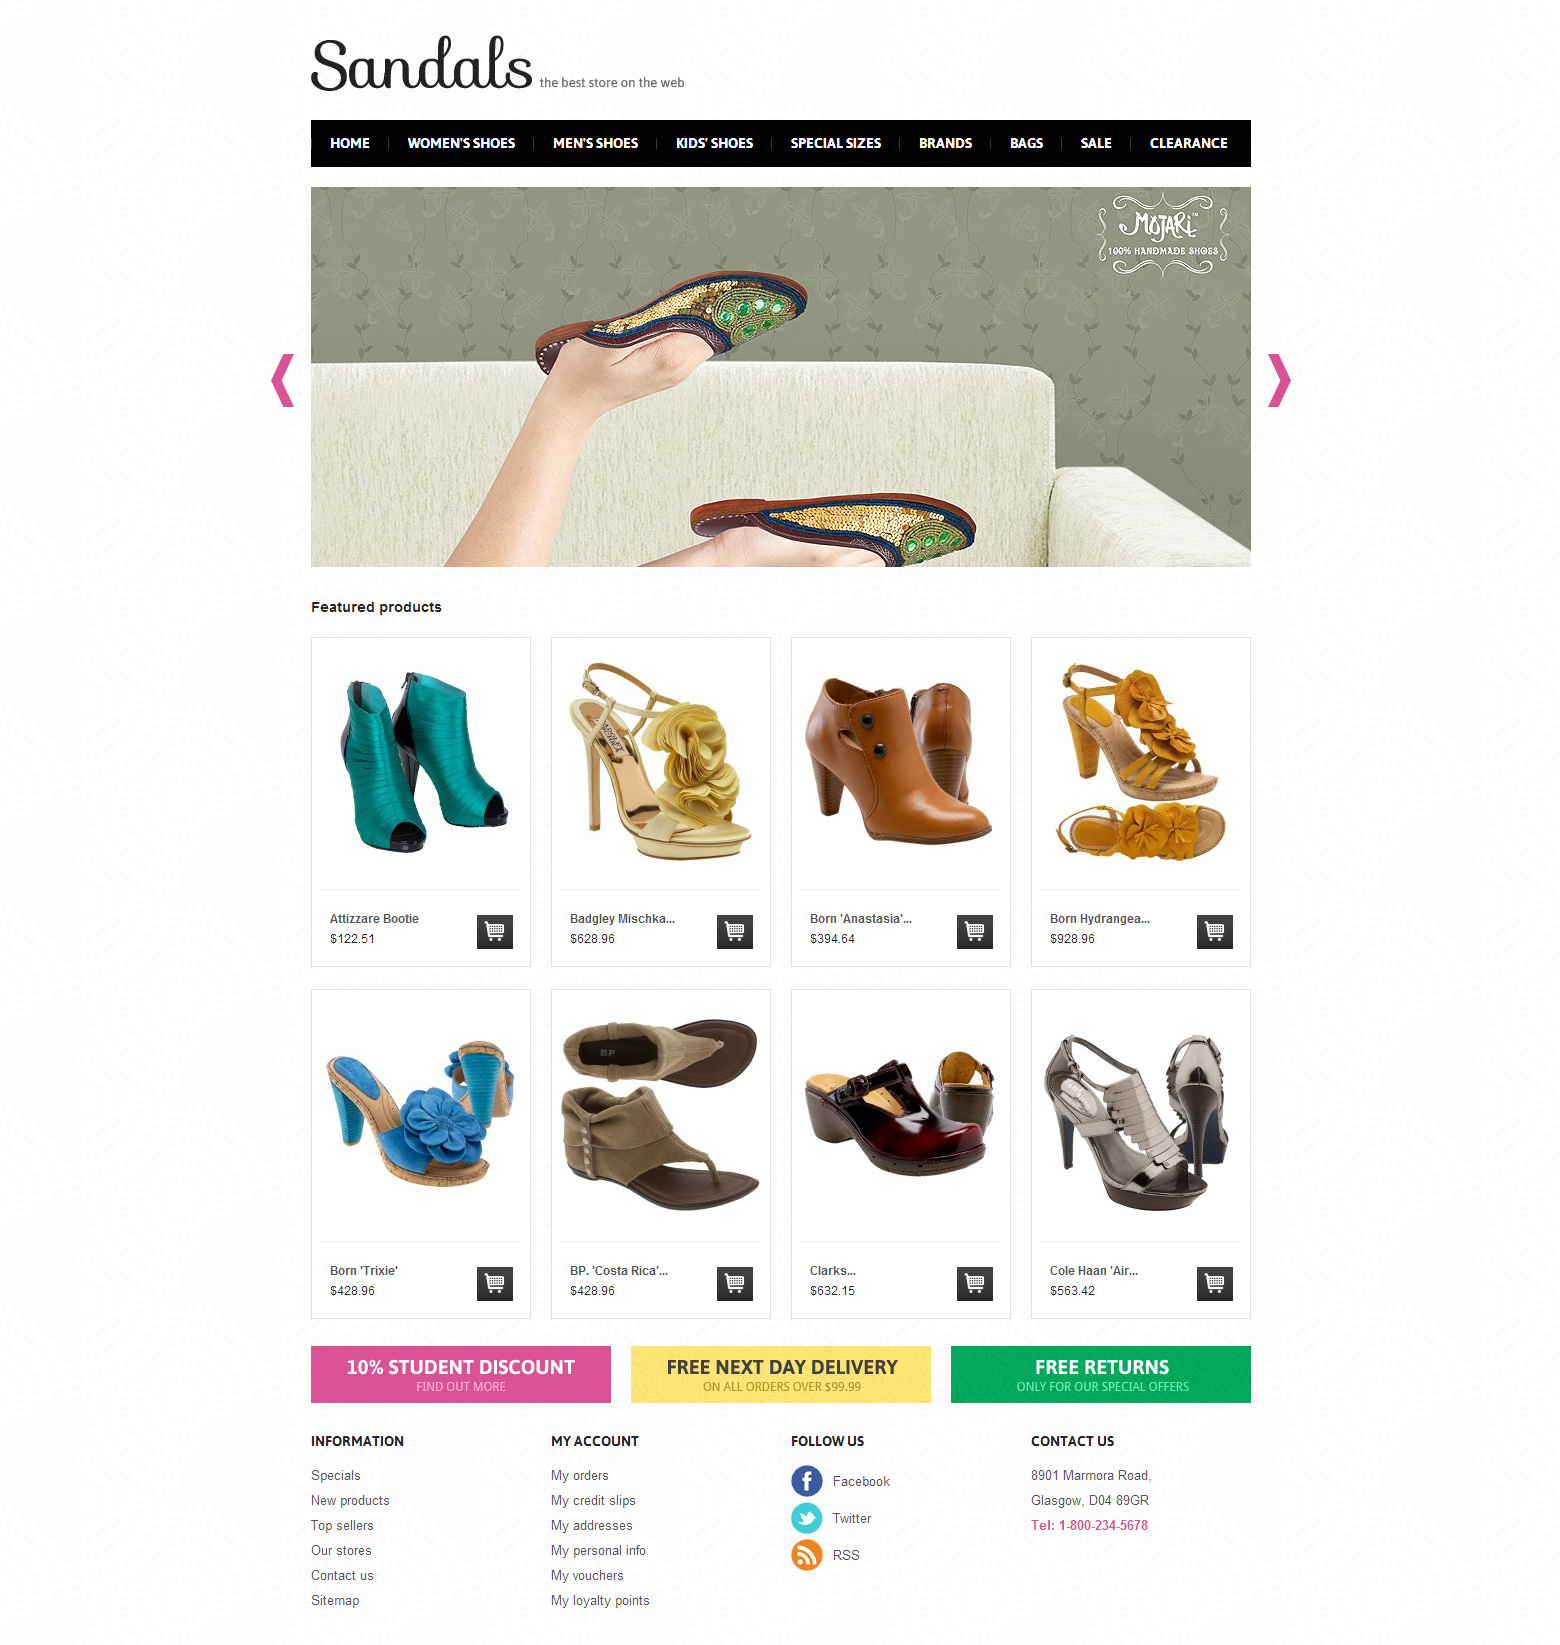 Sandals the best store on the web
HOME WOMEN'S SHOES MEN'S SHOES KIDS' SHOES SPECIAL SIZES BRANDS BAGS SALE CLEARANCE
MOJARI™
100% HANDMADE SHOES
Featured products
Attizzare Bootie
$122.51
Badgley Mischka...
$628.96
Born 'Anastasia'...
$394.64
Born Hydrangea...
$928.96
BP.
Born 'Trixie'
$428.96
BP. 'Costa Rica'...
$428.96
Clarks...
$632.15
Cole Haan 'Air...
$563.42
10% STUDENT DISCOUNT
FIND OUT MORE
FREE NEXT DAY DELIVERY
ON ALL ORDERS OVER $99.99
FREE RETURNS
ONLY FOR OUR SPECIAL OFFERS
INFORMATION
Specials
New products
Top sellers
Our stores
Contact us
Sitemap
MY ACCOUNT
My orders
My credit slips
My addresses
My personal info
My vouchers
My loyalty points
FOLLOW US
Facebook
Twitter
RSS
CONTACT US
8901 Marmora Road,
Glasgow, D04 89GR
Tel: 1-800-234-5678